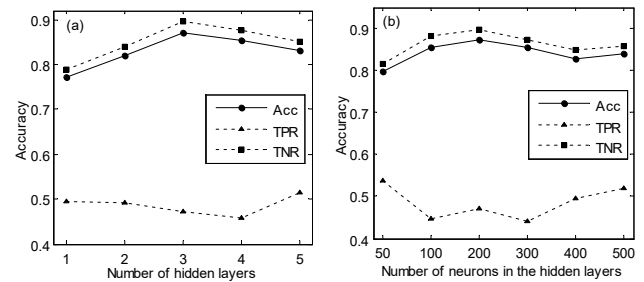 (a)
Accuracy
0.9
0.8
0.7
0.6
0.5
0.4
Acc
TPR
TNR
1 2 3 4 5
Number of hidden layers
(b)
Accuracy
0.9
0.8
0.7
0.6
0.5
0.4
Acc
TPR
TNR
50 100 200 300 400 500
Number of neurons in the hidden layers